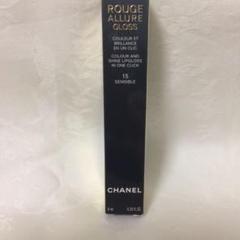 ROUGE
ALLURE
GLOSS
COULEUR ET
BRILLANCE
EN UN CLIC
COLOUR AND
SHINE LIPGLOSS
IN ONE CLICK
15
SENSIBLE
CHANEL